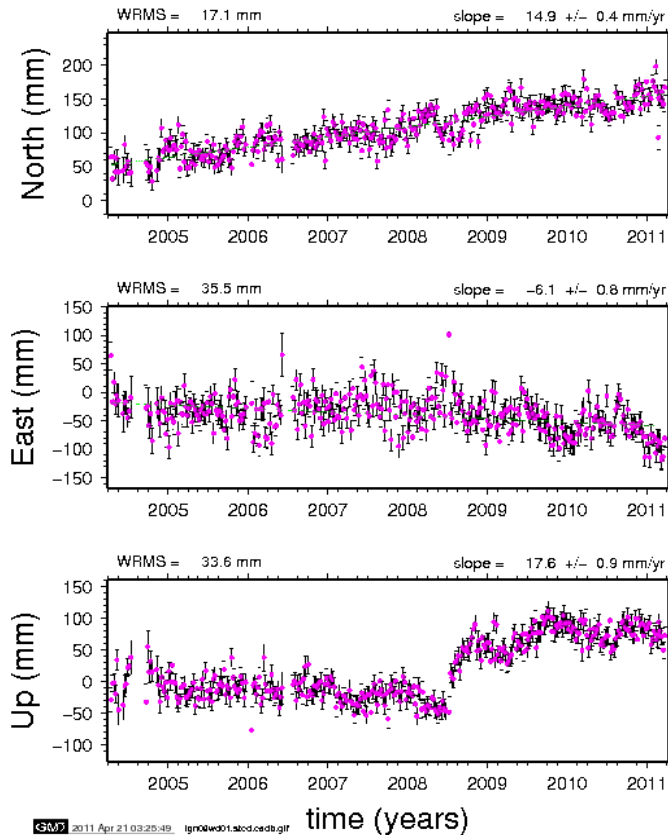 WRMS = 17.1 mm slope = 14.9 +/− 0.4 mm/yr
North (mm)
200
150
100
50
0
2005 2006 2007 2008 2009 2010 2011
WRMS = 35.5 mm slope = −6.1 +/− 0.8 mm/yr
East (mm)
150
100
50
0
−50
−100
−150
2005 2006 2007 2008 2009 2010 2011
WRMS = 33.6 mm slope = 17.6 +/− 0.9 mm/yr
Up (mm)
150
100
50
0
−50
−100
2005 2006 2007 2008 2009 2010 2011
time (years)
GMD 2011 Apr 21 03:25:49